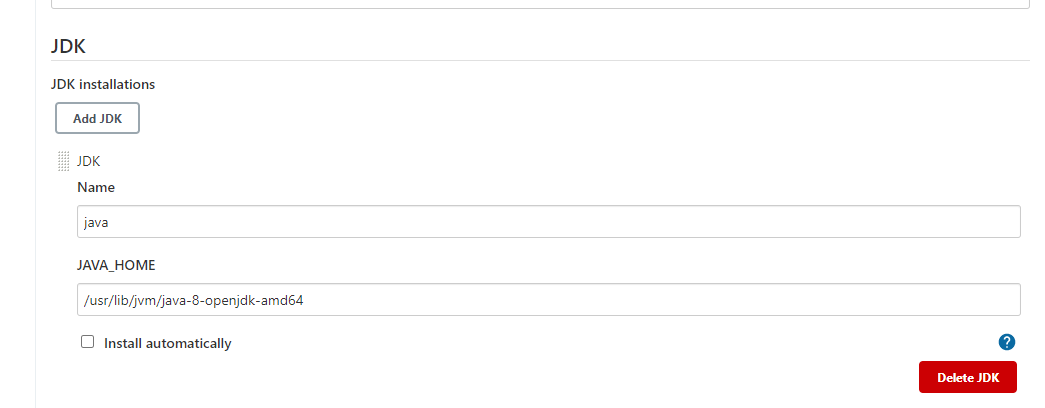 JDK
JDK installations
Add JDK
JDK
Name
java
JAVA_HOME
/usr/lib/jvm/java-8-openjdk-amd64
Install automatically
?
Delete JDK